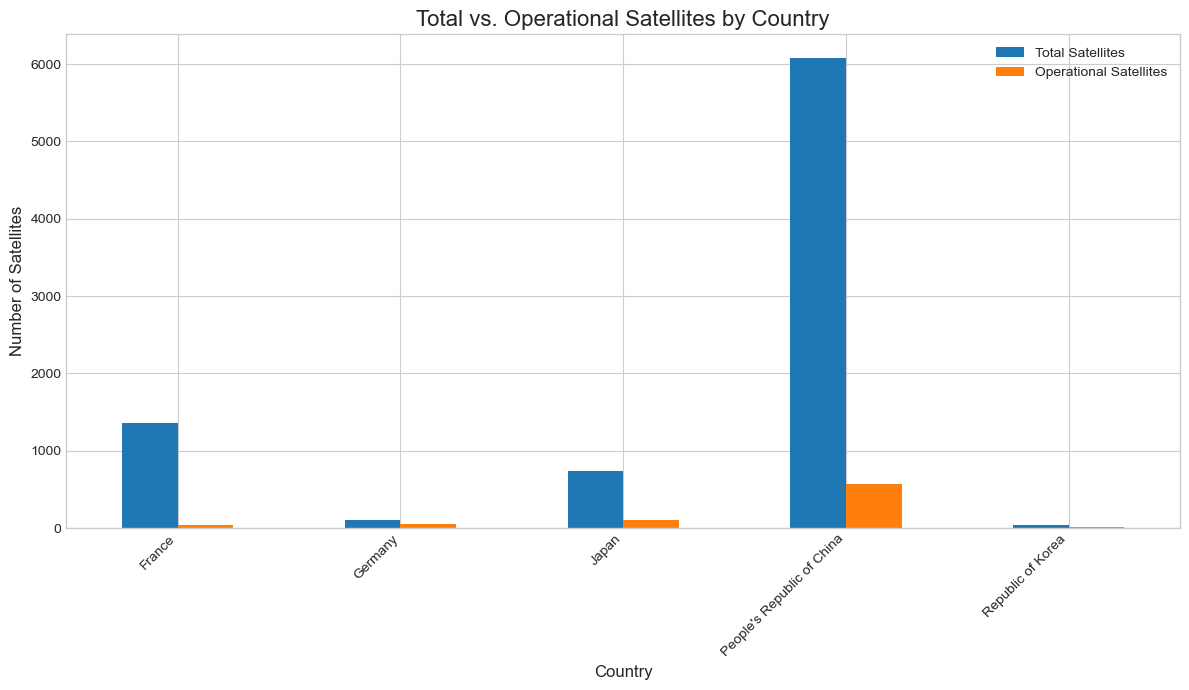 Total vs. Operational Satellites by Country
Total Satellites
Operational Satellites
Number of Satellites
6000
5000
4000
3000
2000
1000
0
France
Germany
Japan
People's Republic of China
Republic of Korea
Country